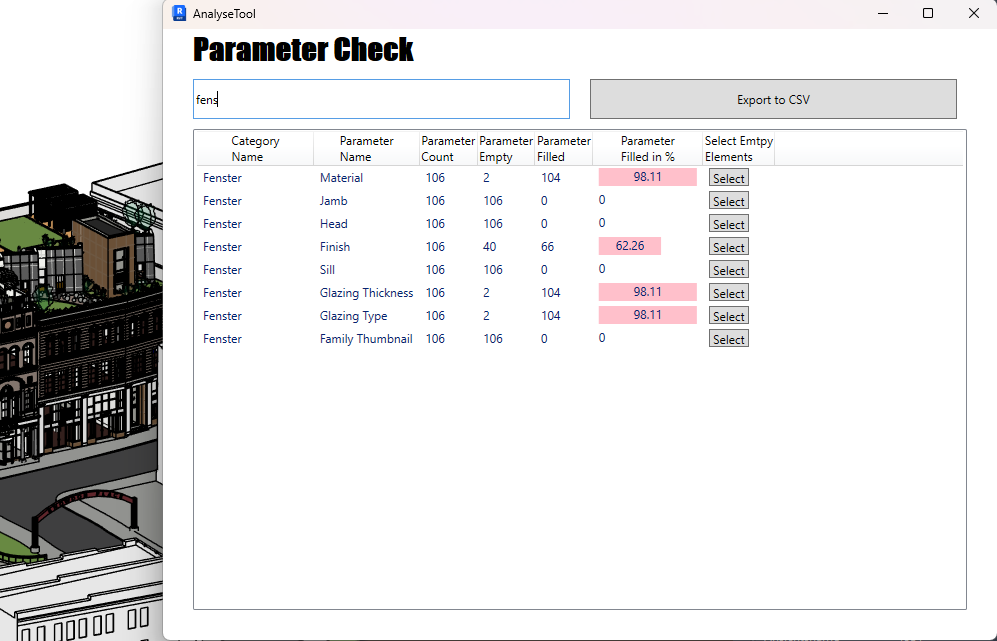 AnalyseTool
Parameter Check
fens
Export to CSV
Category Name Parameter Name Parameter Count Parameter Empty Parameter Filled Parameter Filled in % Select Emtpy Elements
Fenster Material 106 2 104 98.11 Select
Fenster Jamb 106 106 0 0 Select
Fenster Head 106 106 0 0 Select
Fenster Finish 106 40 66 62.26 Select
Fenster Sill 106 106 0 0 Select
Fenster Glazing Thickness 106 2 104 98.11 Select
Fenster Glazing Type 106 2 104 98.11 Select
Fenster Family Thumbnail 106 106 0 0 Select